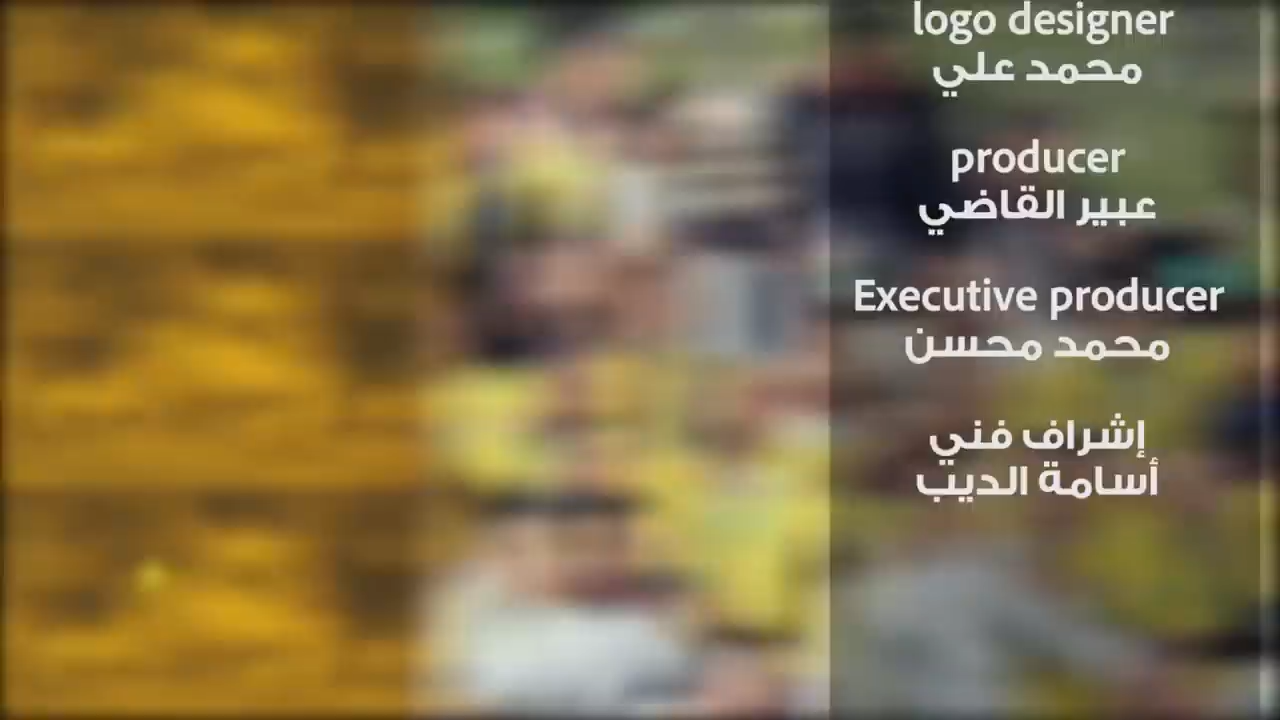 logo designer
محمد علي
producer
عبير القاضي
Executive producer
محمد محسن
إشراف فني
أسامة الديب